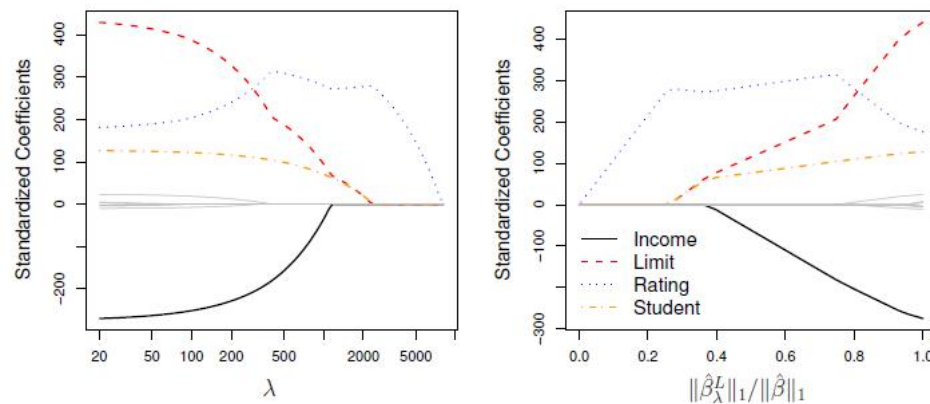 Standardized Coefficients
400
300
200
100
0
−200
20 50 100 200 500 2000 5000
λ
Standardized Coefficients
400
300
200
100
0
−100
−300
Income
Limit
Rating
Student
0.0 0.2 0.4 0.6 0.8 1.0
‖β̂ᴸλ‖₁/‖β̂‖₁